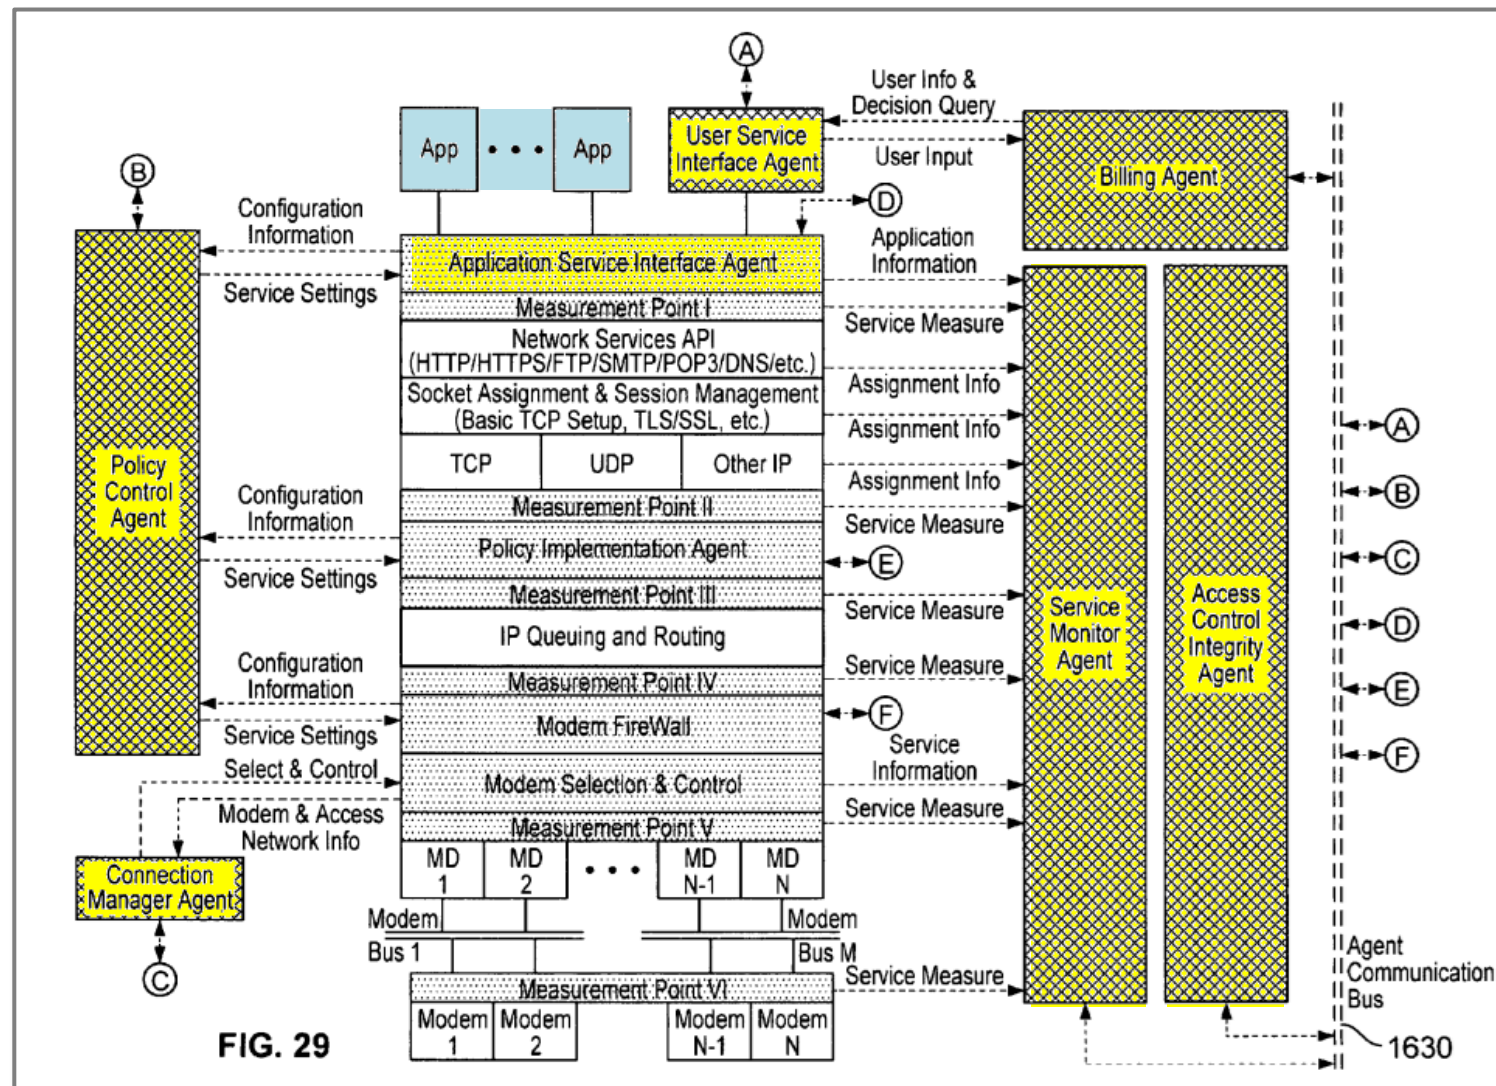 A
User Info &
Decision Query
App
• • •
App
User Service
Interface Agent
User Input
Billing Agent
B
D
Configuration
Information
Application
Information
Application Service Interface Agent
Service Settings
Measurement Point I
Service Measure
Network Services API
(HTTP/HTTPS/FTP/SMTP/POP3/DNS/etc.)
Assignment Info
Socket Assignment & Session Management
(Basic TCP Setup, TLS/SSL, etc.)
Assignment Info
A
Policy
Control
Agent
TCP
UDP
Other IP
Assignment Info
Configuration
Information
Measurement Point II
Service Measure
B
Policy Implementation Agent
E
C
Service Settings
Measurement Point III
Service Measure
Service
Monitor
Agent
Access
Control
Integrity
Agent
D
IP Queuing and Routing
Configuration
Information
Measurement Point IV
Service Measure
E
Modem FireWall
F
Service Settings
Service
Information
F
Select & Control
Modem Selection & Control
Service Measure
Modem & Access
Network Info
Measurement Point V
MD
1
MD
2
• • •
MD
N-1
MD
N
Connection
Manager Agent
Modem
Bus 1
Modem
Bus M
C
Agent
Communication
Bus
Service Measure
Measurement Point VI
Modem
1
Modem
2
Modem
N-1
Modem
N
FIG. 29
1630